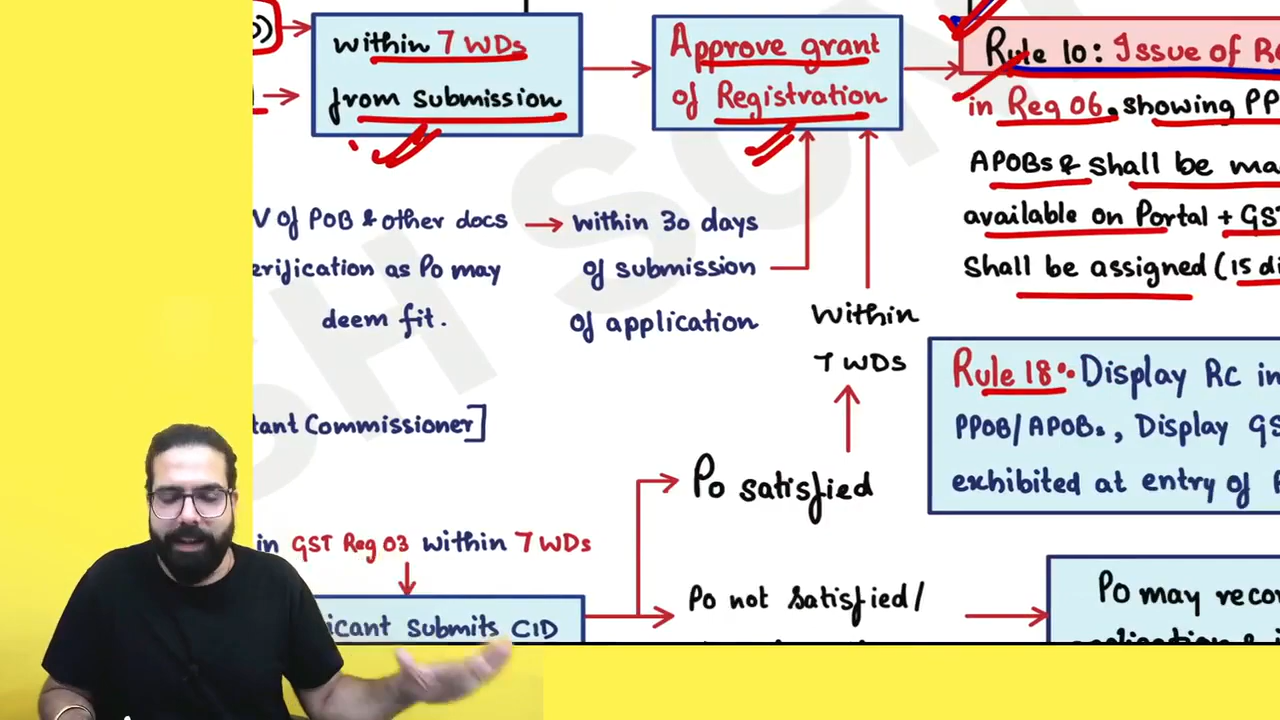 within 7 WDs
from submission
Approve grant
of Registration
Rule 10: Issue of R
in Reg 06. showing PP
APOBs & shall be ma
available on Portal + GS
Shall be assigned (15 di
V of POB & other docs → within 30 days
erification as Po may
of submission
deem fit.
of application
within
7 WDs
Rule 18: Display RC in
PPOB/APOBs, Display GS
exhibited at entry of
tant Commissioner]
Po satisfied
in GST Reg 03 within 7 WDs
icant Submits CID
Po not satisfied/
Po may reco
SH SO